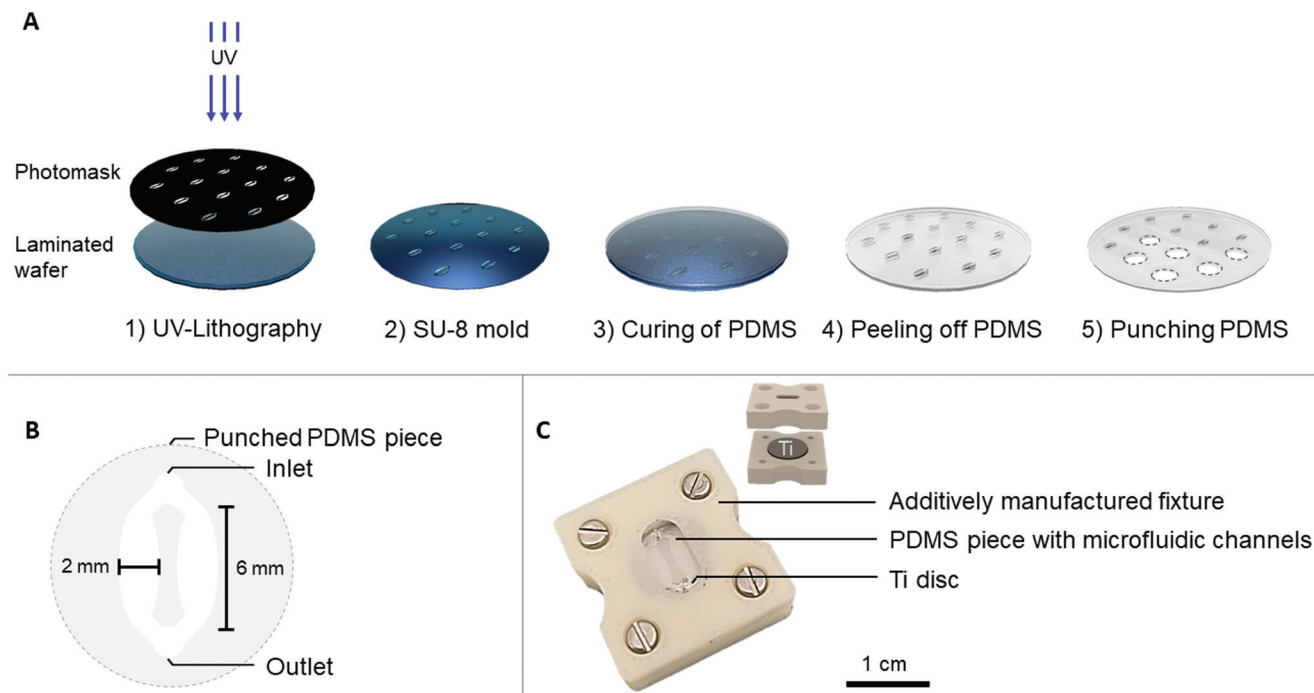 A
UV
Photomask
Laminated
wafer
1) UV-Lithography
2) SU-8 mold
3) Curing of PDMS
4) Peeling off PDMS
5) Punching PDMS
B
Punched PDMS piece
Inlet
2 mm
6 mm
Outlet
C
Ti
Additively manufactured fixture
PDMS piece with microfluidic channels
Ti disc
1 cm